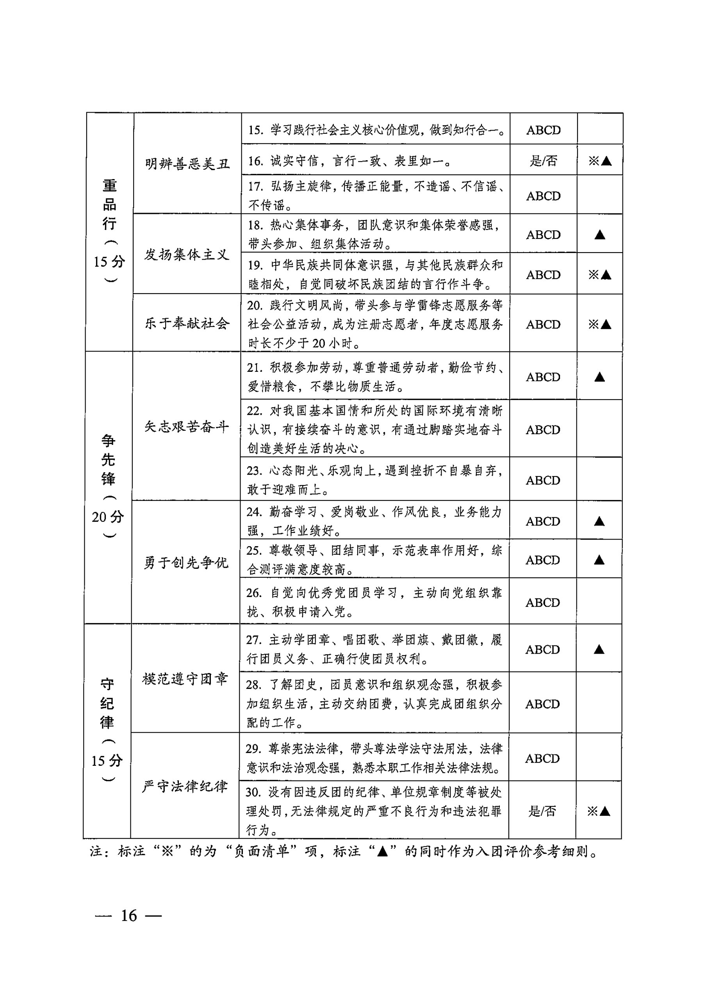 重品行（15分）
明辨善恶美丑
15. 学习践行社会主义核心价值观，做到知行合一。
ABCD
16. 诚实守信，言行一致、表里如一。
是/否
※▲
17. 弘扬主旋律，传播正能量，不造谣、不信谣、
不传谣。
ABCD
发扬集体主义
18. 热心集体事务，团队意识和集体荣誉感强，
带头参加、组织集体活动。
ABCD
▲
19. 中华民族共同体意识强，与其他民族群众和
睦相处，自觉同破坏民族团结的言行作斗争。
ABCD
※▲
乐于奉献社会
20. 践行文明风尚，带头参与学雷锋志愿服务等
社会公益活动，成为注册志愿者，年度志愿服务
时长不少于 20 小时。
ABCD
※▲
争先锋（20分）
矢志艰苦奋斗
21. 积极参加劳动，尊重普通劳动者，勤俭节约、
爱惜粮食，不攀比物质生活。
ABCD
▲
22. 对我国基本国情和所处的国际环境有清晰
认识，有接续奋斗的意识，有通过脚踏实地奋斗
创造美好生活的决心。
ABCD
23. 心态阳光、乐观向上，遇到挫折不自暴自弃，
敢于迎难而上。
ABCD
勇于创先争优
24. 勤奋学习、爱岗敬业、作风优良，业务能力
强，工作业绩好。
ABCD
▲
25. 尊敬领导、团结同事，示范表率作用好，综
合测评满意度较高。
ABCD
▲
26. 自觉向优秀党团员学习，主动向党组织靠
拢、积极申请入党。
ABCD
守纪律（15分）
模范遵守团章
27. 主动学团章、唱团歌、举团旗、戴团徽，履
行团员义务、正确行使团员权利。
ABCD
▲
28. 了解团史，团员意识和组织观念强，积极参
加组织生活，主动交纳团费，认真完成团组织分
配的工作。
ABCD
严守法律纪律
29. 尊崇宪法法律，带头尊法学法守法用法，法律
意识和法治观念强，熟悉本职工作相关法律法规。
ABCD
30. 没有因违反团的纪律、单位规章制度等被处
理处罚，无法律规定的严重不良行为和违法犯罪
行为。
是/否
※▲
注：标注“※”的为“负面清单”项，标注“▲”的同时作为入团评价参考细则。
— 16 —